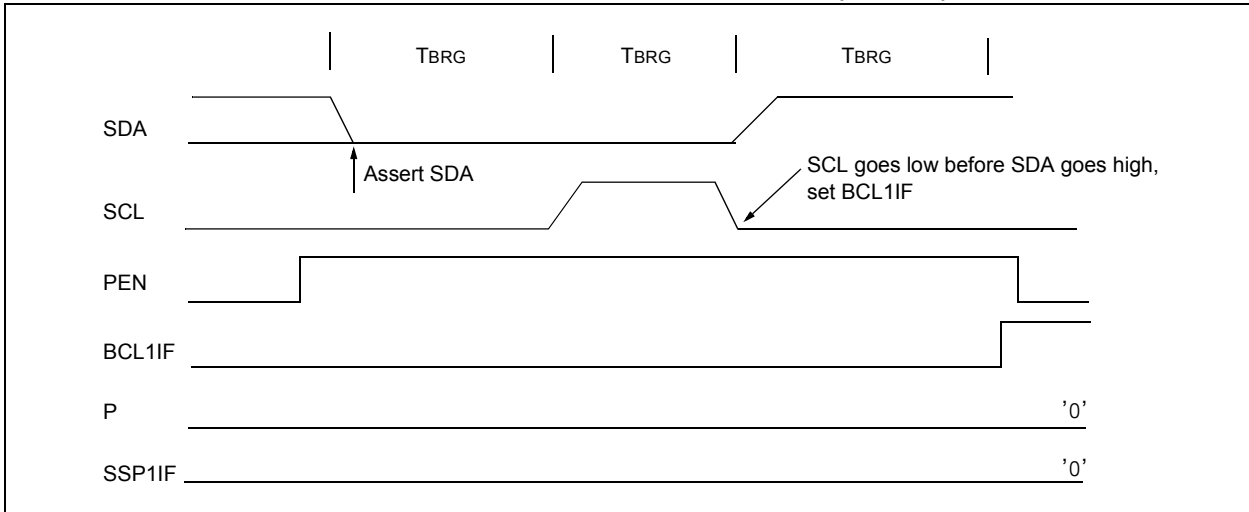 TBRG TBRG TBRG
SDA
Assert SDA
SCL goes low before SDA goes high,
set BCL1IF
SCL
PEN
BCL1IF
P '0'
SSP1IF '0'